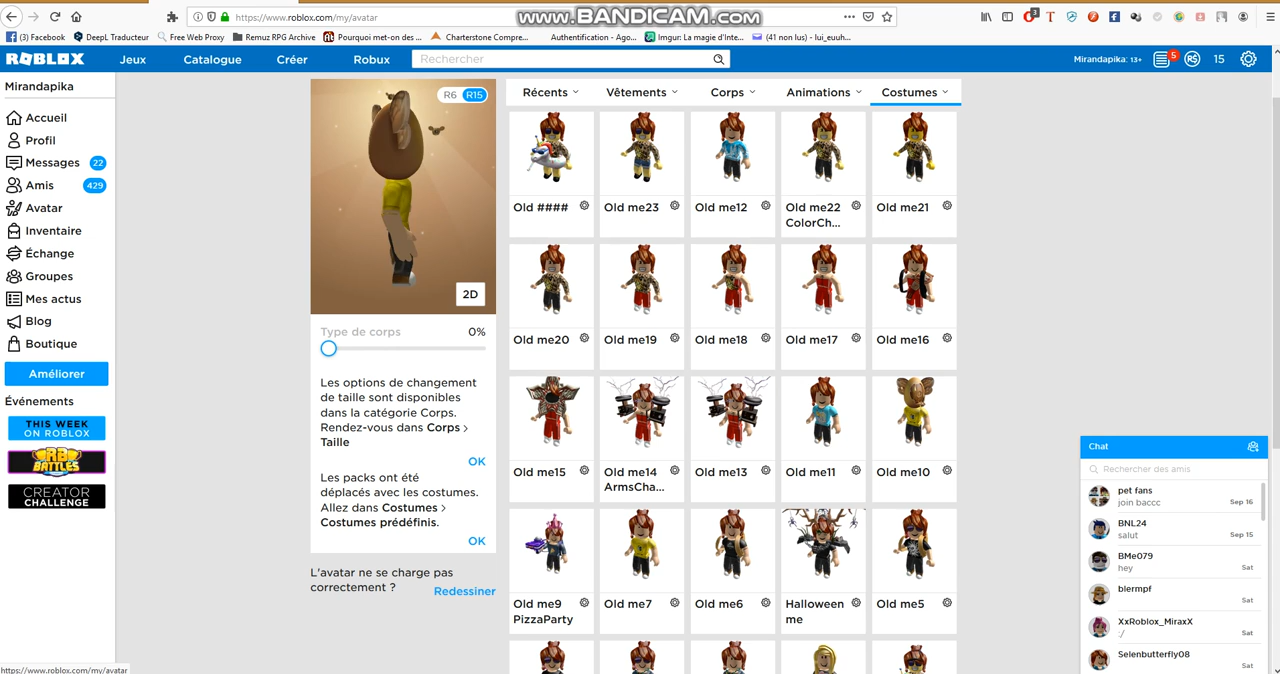 https://www.roblox.com/my/avatar
www.BANDICAM.com
3
(3) Facebook
DeepL Traducteur
Free Web Proxy
Remuz RPG Archive
Pourquoi met-on des ...
Charterstone Compre...
Authentification - Ago...
Imgur: La magie d'Inte...
(41 non lus) - lui_euuh...
ROBLOX
Jeux
Catalogue
Créer
Robux
Rechercher
Mirandapika: 13+
5
R$
15
Mirandapika
Accueil
Profil
Messages 22
Amis 429
Avatar
Inventaire
Échange
Groupes
Mes actus
Blog
Boutique
Améliorer
Événements
THIS WEEK
ON ROBLOX
RB
BATTLES
CREATOR
CHALLENGE
R6 R15
2D
Type de corps 0%
Les options de changement
de taille sont disponibles
dans la catégorie Corps.
Rendez-vous dans Corps >
Taille
OK
Les packs ont été
déplacés avec les costumes.
Allez dans Costumes >
Costumes prédéfinis.
OK
L'avatar ne se charge pas
correctement ?
Redessiner
Récents
Vêtements
Corps
Animations
Costumes
Old ####
Old me23
Old me12
Old me22
ColorCh...
Old me21
Old me20
Old me19
Old me18
Old me17
Old me16
Old me15
Old me14
ArmsCha...
Old me13
Old me11
Old me10
Old me9
PizzaParty
Old me7
Old me6
Halloween
me
Old me5
Chat
Rechercher des amis
pet fans
join baccc
Sep 16
BNL24
salut
Sep 15
BMe079
hey
Sat
blermpf
Sat
XxRoblox_MiraxX
:/
Sat
Selenbutterfly08
Sat
https://www.roblox.com/my/avatar